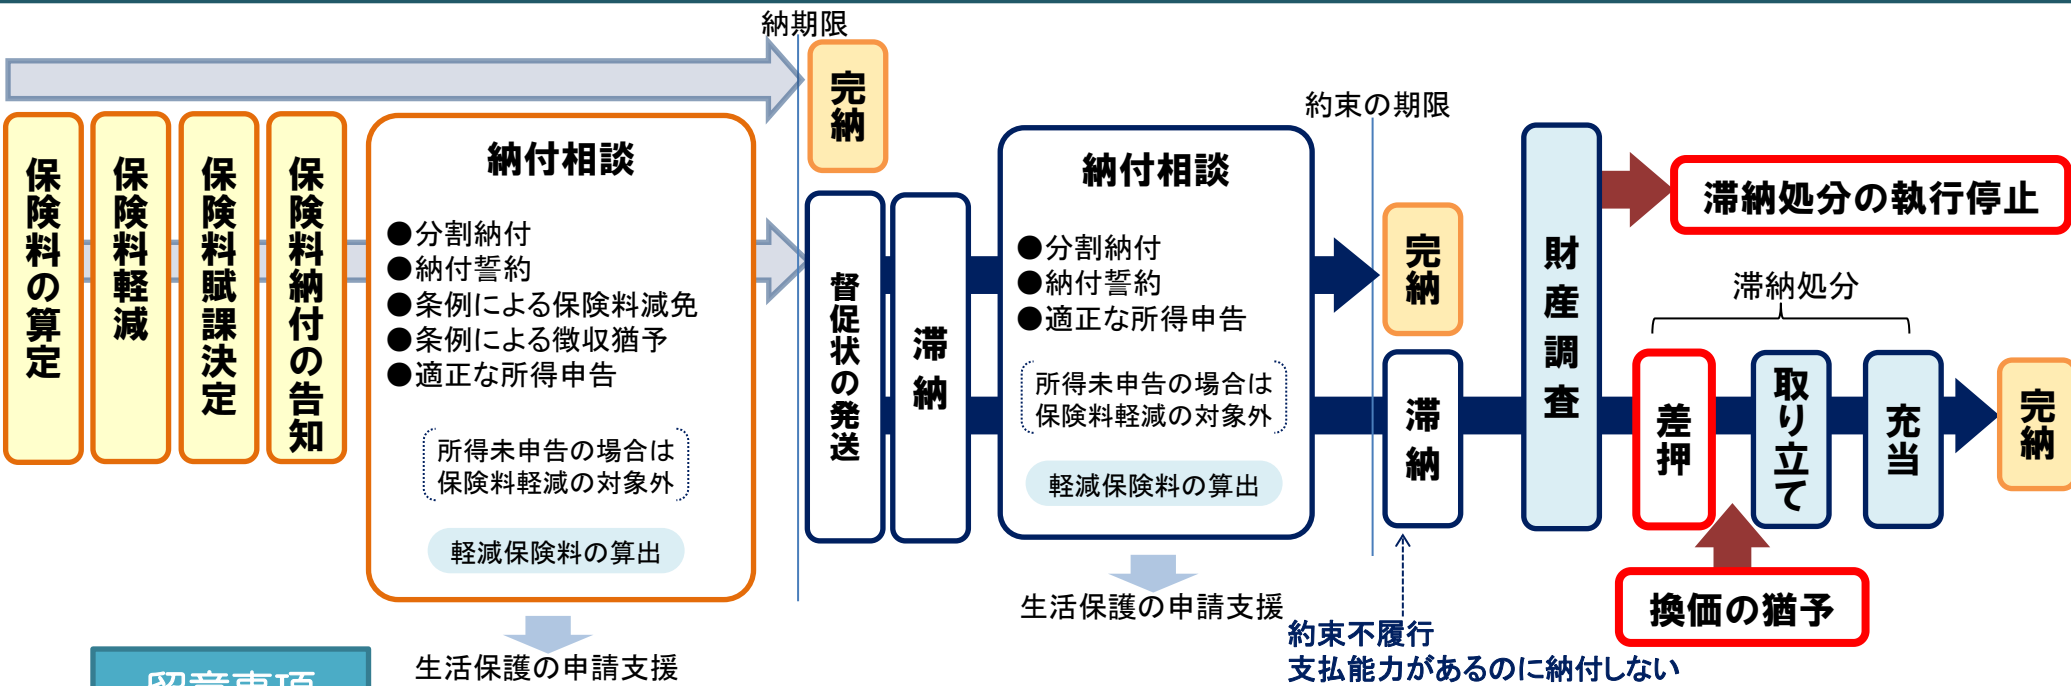 納期限
完納
保険料の算定
保険料軽減
保険料賦課決定
保険料納付の告知
納付相談
●分割納付
●納付誓約
●条例による保険料減免
●条例による徴収猶予
●適正な所得申告
所得未申告の場合は
保険料軽減の対象外
軽減保険料の算出
生活保護の申請支援
督促状の発送
滞納
納付相談
●分割納付
●納付誓約
●適正な所得申告
所得未申告の場合は
保険料軽減の対象外
軽減保険料の算出
生活保護の申請支援
約束の期限
完納
滞納
約束不履行
支払能力があるのに納付しない
財産調査
滞納処分の執行停止
滞納処分
差押
取り立て
充当
完納
換価の猶予
留意事項